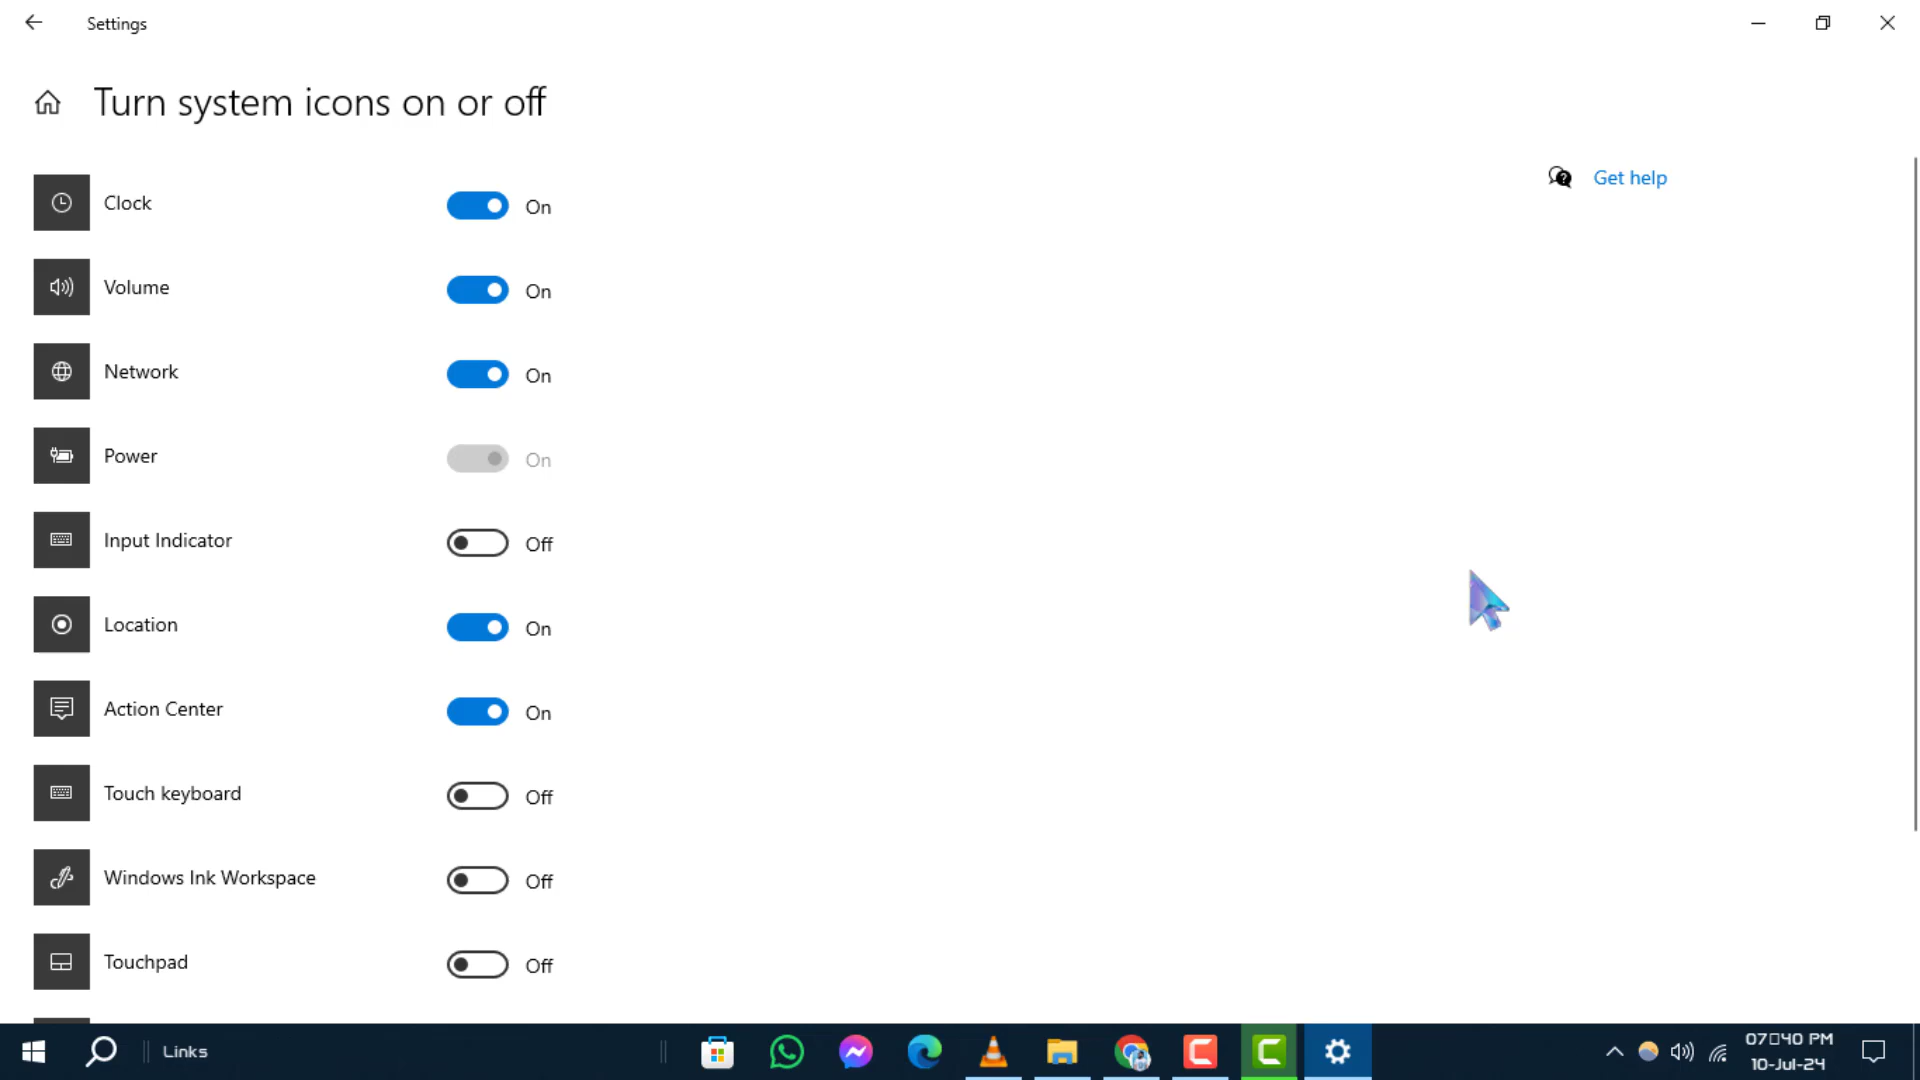 Settings
Turn system icons on or off
Get help
Clock On
Volume On
Network On
Power On
Input Indicator Off
Location On
Action Center On
Touch keyboard Off
Windows Ink Workspace Off
Touchpad Off
Links
07▯40 PM
10-Jul-24